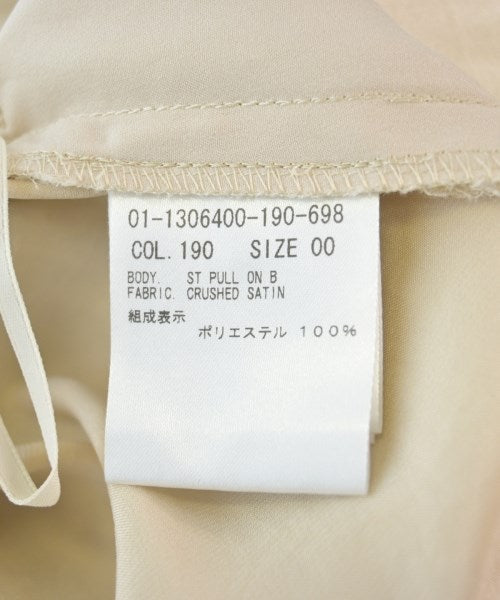 01-1306400-190-698
COL. 190 SIZE 00
BODY. ST PULL ON B
FABRIC. CRUSHED SATIN
組成表示
ポリエステル 100%